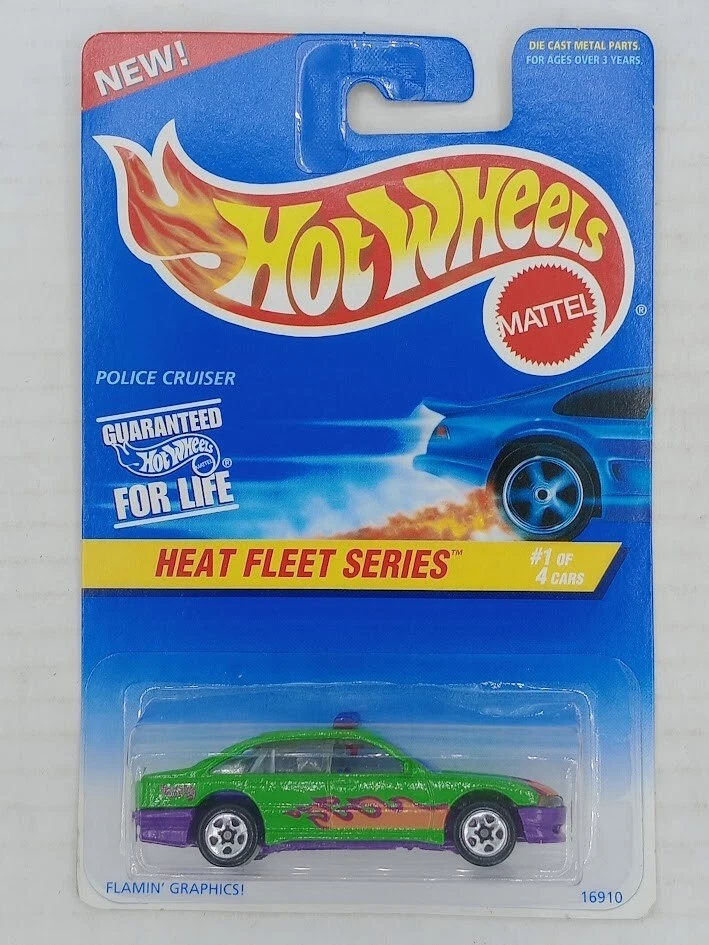 NEW!
DIE CAST METAL PARTS.
FOR AGES OVER 3 YEARS.
HOT WHEELS
MATTEL
®
POLICE CRUISER
GUARANTEED
HOT WHEELS
MATTEL
®
FOR LIFE
HEAT FLEET SERIES™
#1 OF
4 CARS
FLAMIN' GRAPHICS!
16910